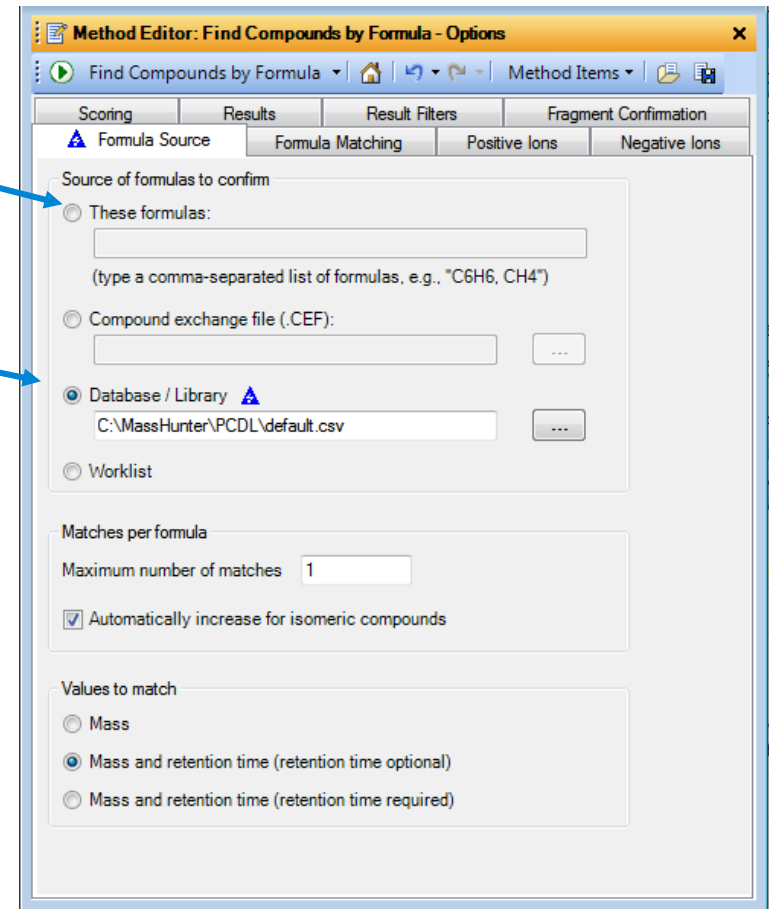 Method Editor: Find Compounds by Formula - Options
Find Compounds by Formula Method Items
Scoring Results Result Filters Fragment Confirmation
Formula Source Formula Matching Positive Ions Negative Ions
Source of formulas to confirm
These formulas:
(type a comma-separated list of formulas, e.g., "C6H6, CH4")
Compound exchange file (.CEF):
...
Database / Library
C:\MassHunter\PCDL\default.csv ...
Worklist
Matches per formula
Maximum number of matches 1
Automatically increase for isomeric compounds
Values to match
Mass
Mass and retention time (retention time optional)
Mass and retention time (retention time required)